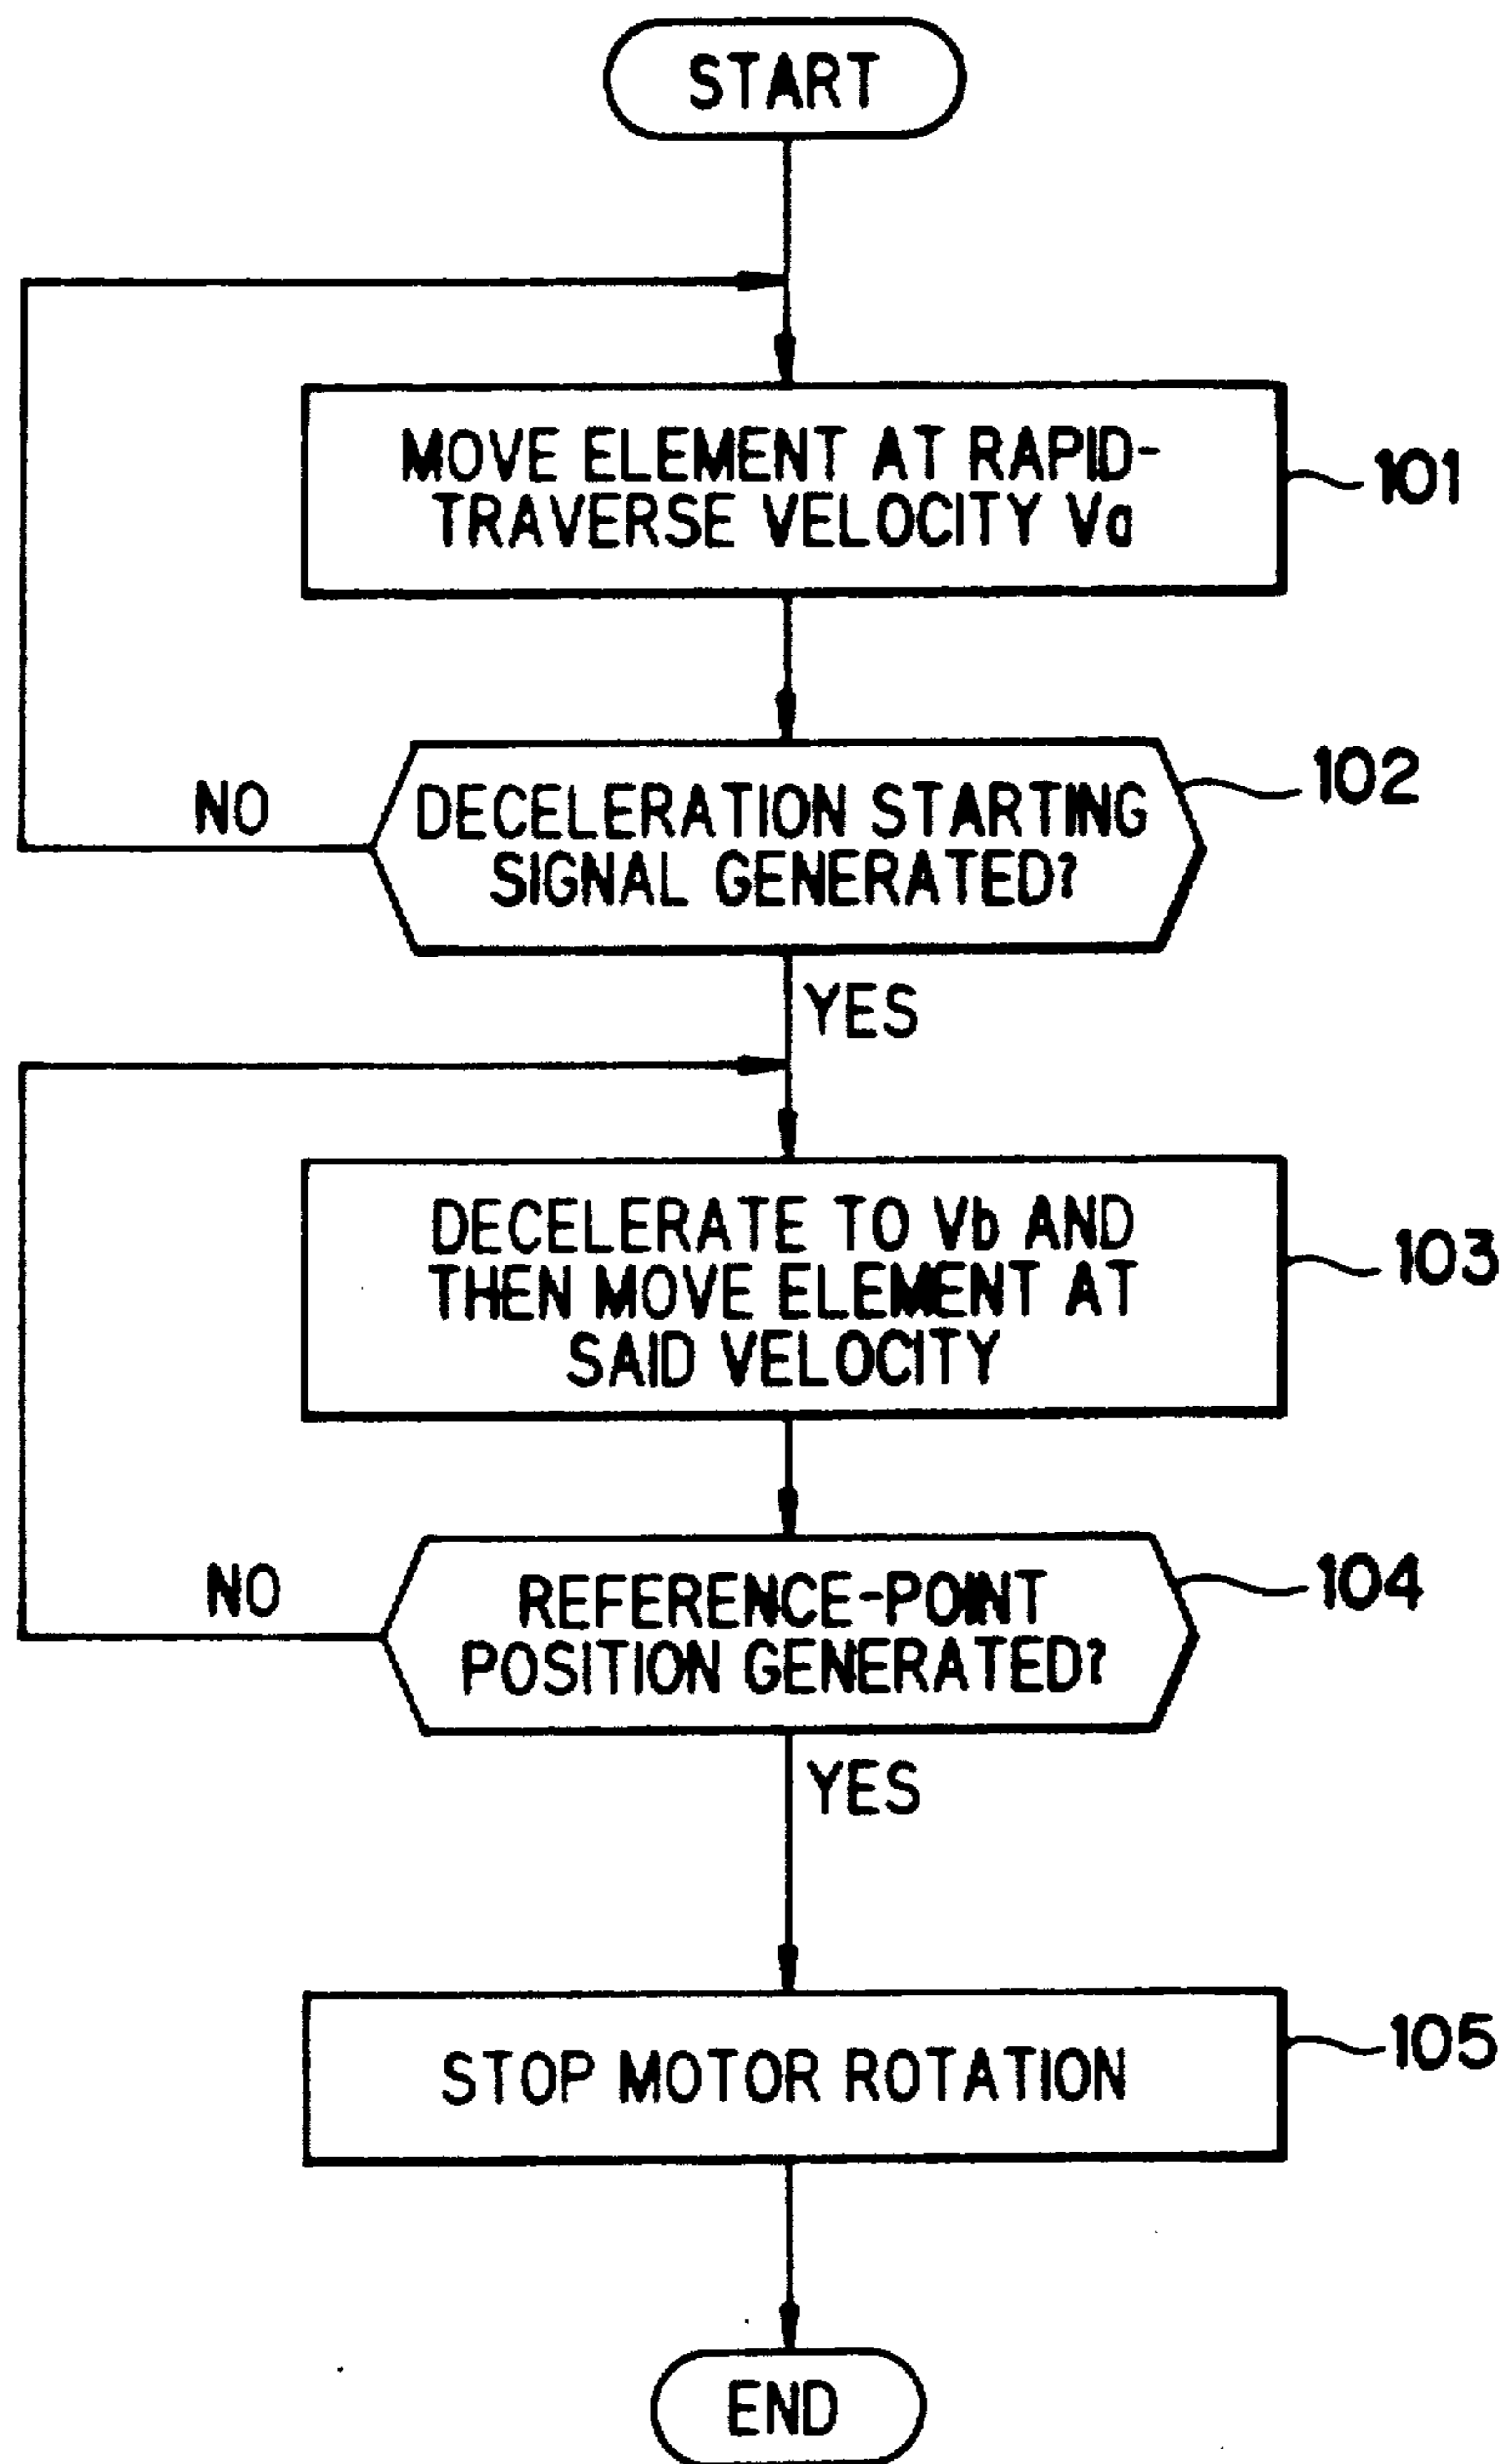 START
MOVE ELEMENT AT RAPID-
TRAVERSE VELOCITY Va
101
DECELERATION STARTING
SIGNAL GENERATED?
102
NO
YES
DECELERATE TO Vb AND
THEN MOVE ELEMENT AT
SAID VELOCITY
103
REFERENCE-POINT
POSITION GENERATED?
104
NO
YES
STOP MOTOR ROTATION
105
END